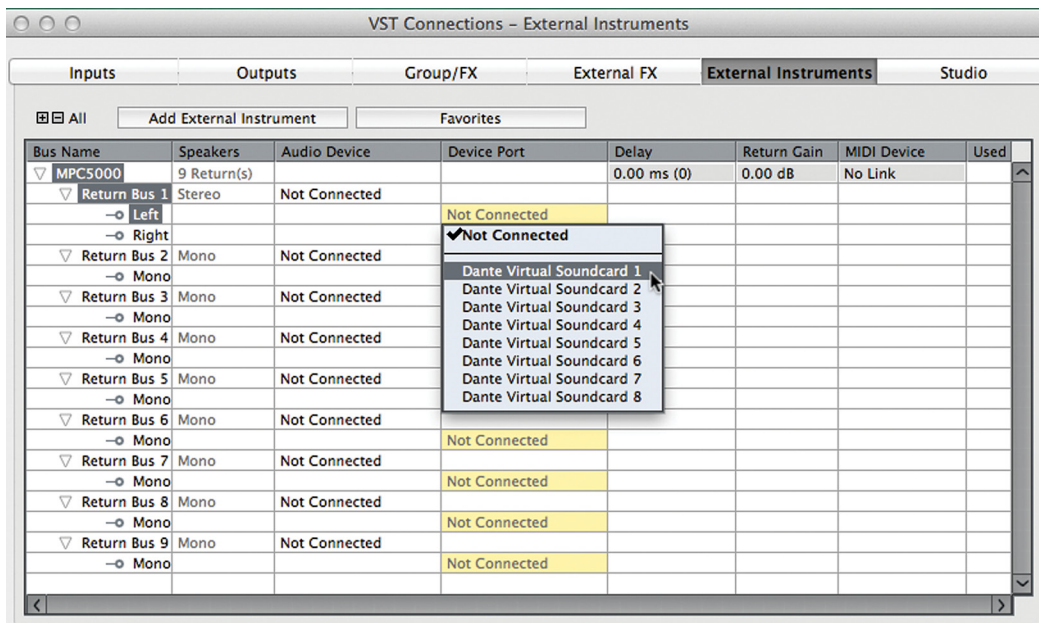 VST Connections – External Instruments
Inputs Outputs Group/FX External FX External Instruments Studio
All Add External Instrument Favorites
Bus Name Speakers Audio Device Device Port Delay Return Gain MIDI Device Used
MPC5000 9 Return(s) 0.00 ms (0) 0.00 dB No Link
Return Bus 1 Stereo Not Connected
Left Not Connected
Right ✔Not Connected
Return Bus 2 Mono Not Connected
Mono Dante Virtual Soundcard 1
Dante Virtual Soundcard 2
Return Bus 3 Mono Not Connected
Mono Dante Virtual Soundcard 3
Dante Virtual Soundcard 4
Return Bus 4 Mono Not Connected
Dante Virtual Soundcard 5
Mono Dante Virtual Soundcard 6
Return Bus 5 Mono Not Connected Dante Virtual Soundcard 7
Mono Dante Virtual Soundcard 8
Return Bus 6 Mono Not Connected
Mono Not Connected
Return Bus 7 Mono Not Connected
Mono Not Connected
Return Bus 8 Mono Not Connected
Mono Not Connected
Return Bus 9 Mono Not Connected
Mono Not Connected